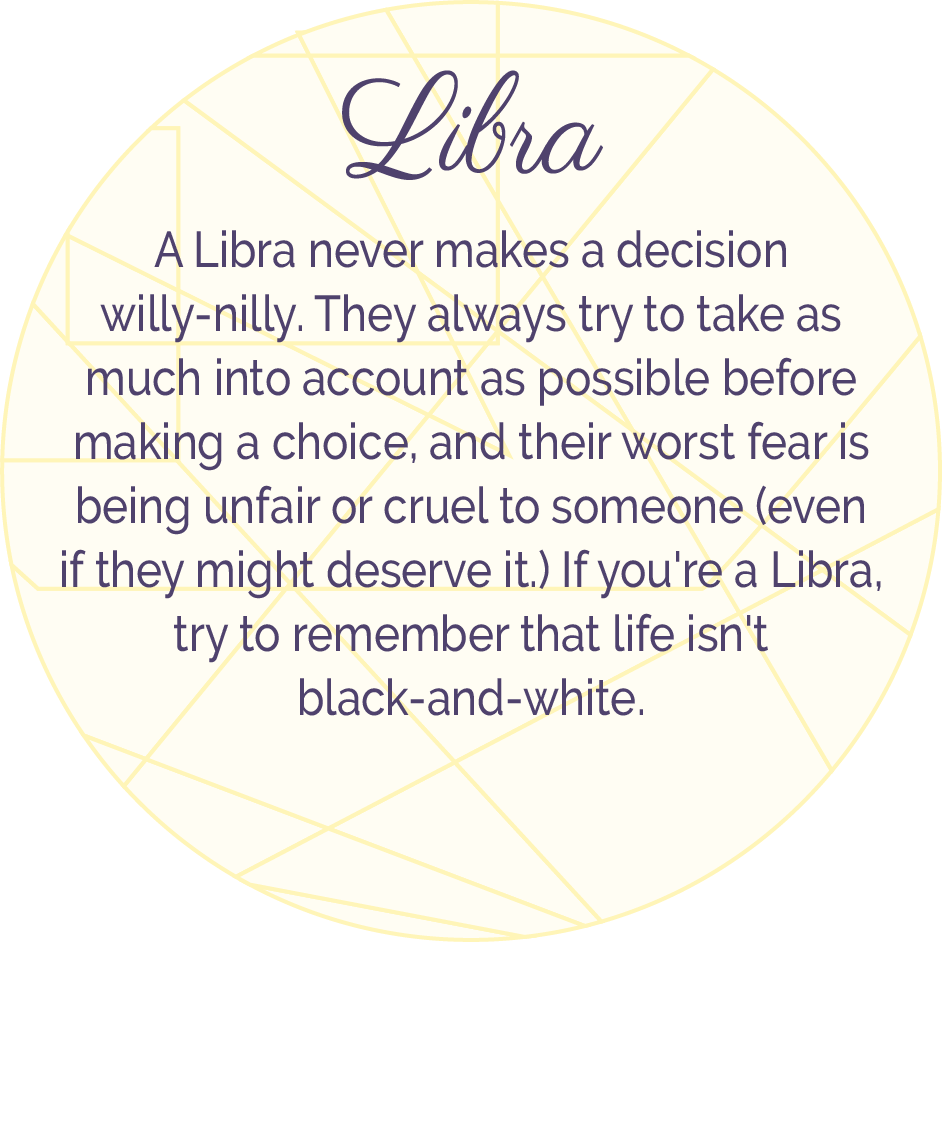 Libra
A Libra never makes a decision
willy-nilly. They always try to take as
much into account as possible before
making a choice, and their worst fear is
being unfair or cruel to someone (even
if they might deserve it.) If you're a Libra,
try to remember that life isn't
black-and-white.